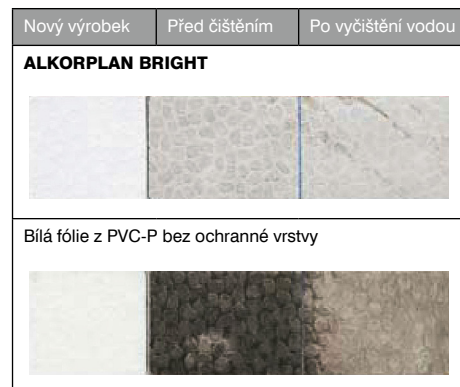 Nový výrobek Před čištěním Po vyčištění vodou
ALKORPLAN BRIGHT
Bílá fólie z PVC-P bez ochranné vrstvy